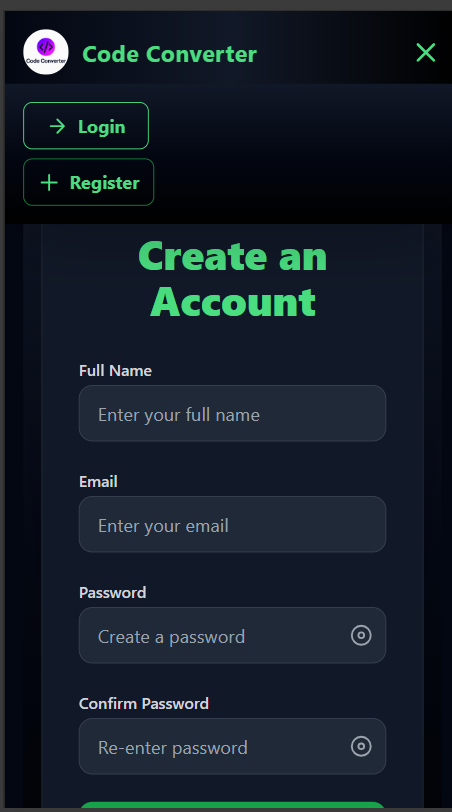 </>
Code Converter
Code Converter
Login
Register
Create an
Account
Full Name
Enter your full name
Email
Enter your email
Password
Create a password
Confirm Password
Re-enter password